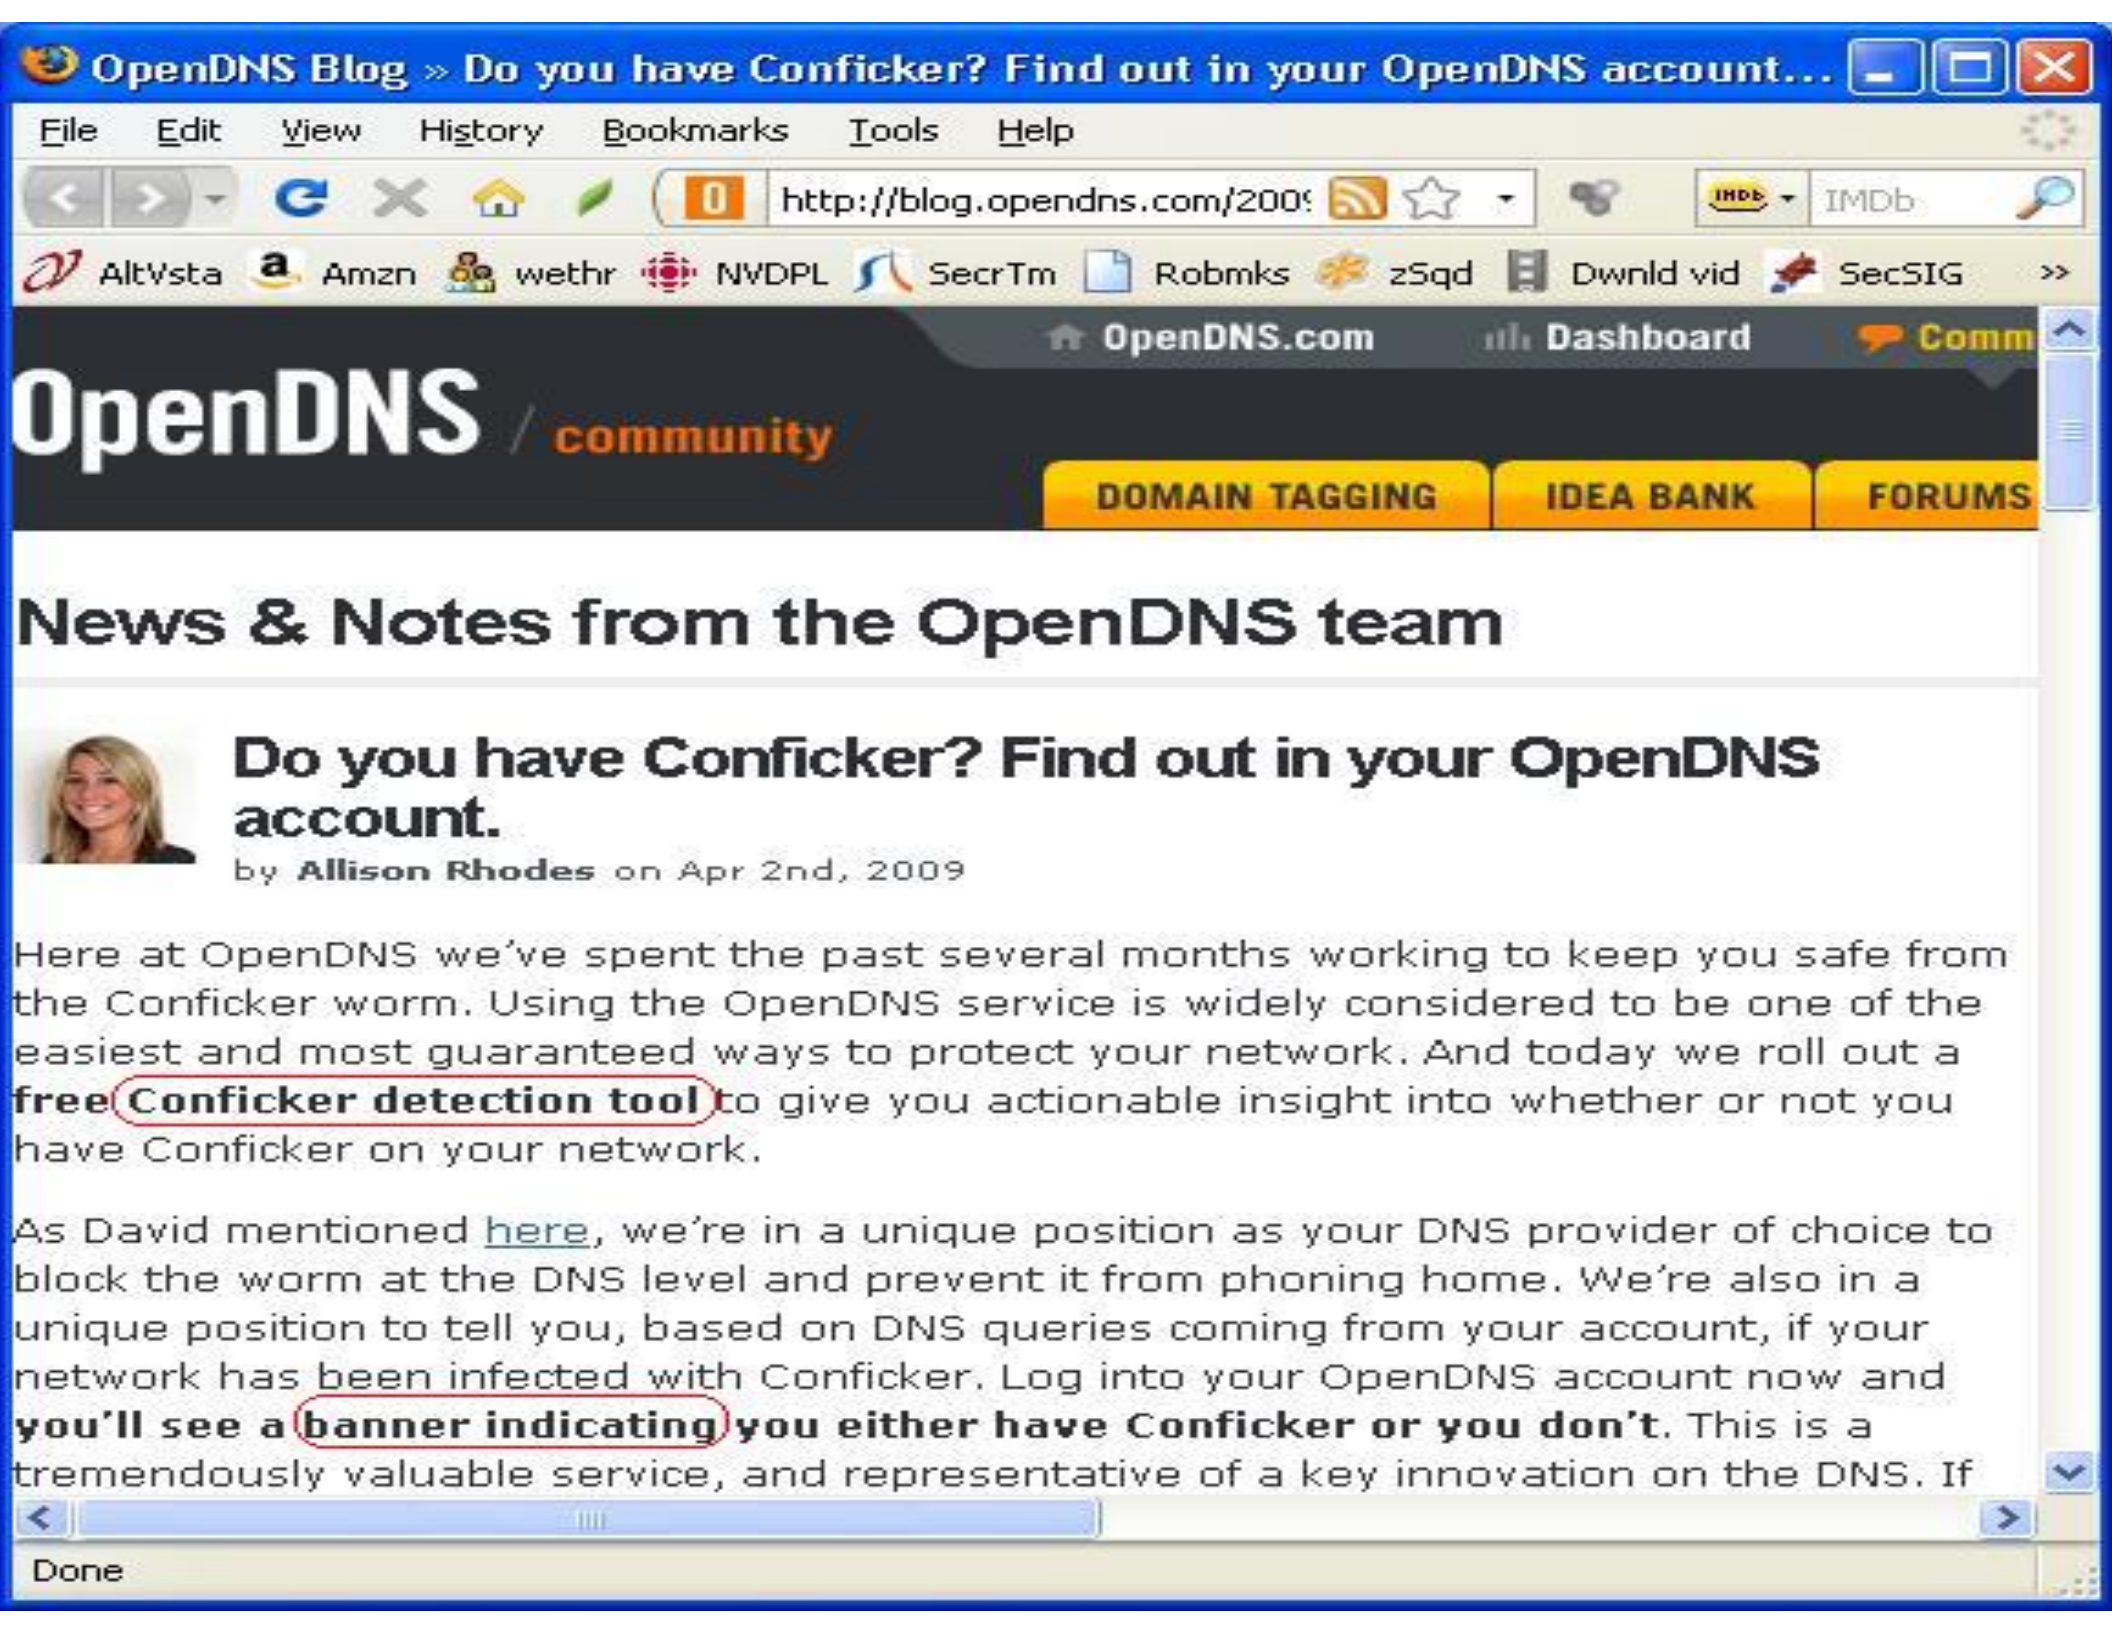 OpenDNS Blog » Do you have Conficker? Find out in your OpenDNS account...
File Edit View History Bookmarks Tools Help
http://blog.opendns.com/2009 IMDb IMDb
AltVsta a Amzn wethr NVDPL SecrTm Robmks zSqd Dwnld vid SecSIG »
OpenDNS.com Dashboard Comm
OpenDNS / community
DOMAIN TAGGING IDEA BANK FORUMS
News & Notes from the OpenDNS team
Do you have Conficker? Find out in your OpenDNS
account.
by Allison Rhodes on Apr 2nd, 2009
Here at OpenDNS we've spent the past several months working to keep you safe from
the Conficker worm. Using the OpenDNS service is widely considered to be one of the
easiest and most guaranteed ways to protect your network. And today we roll out a
free Conficker detection tool to give you actionable insight into whether or not you
have Conficker on your network.
As David mentioned here, we're in a unique position as your DNS provider of choice to
block the worm at the DNS level and prevent it from phoning home. We're also in a
unique position to tell you, based on DNS queries coming from your account, if your
network has been infected with Conficker. Log into your OpenDNS account now and
you'll see a banner indicating you either have Conficker or you don't. This is a
tremendously valuable service, and representative of a key innovation on the DNS. If
Done